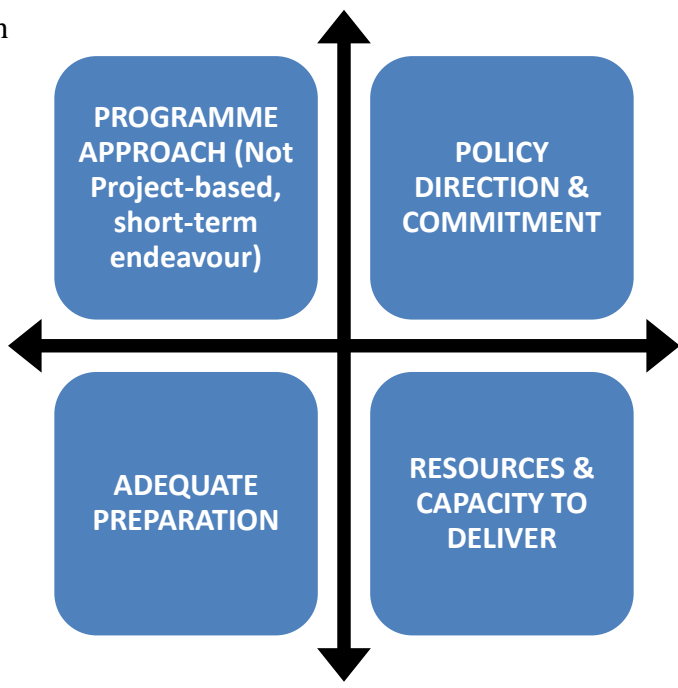 n
PROGRAMME
APPROACH (Not
Project-based,
short-term
endeavour)
POLICY
DIRECTION &
COMMITMENT
ADEQUATE
PREPARATION
RESOURCES &
CAPACITY TO
DELIVER